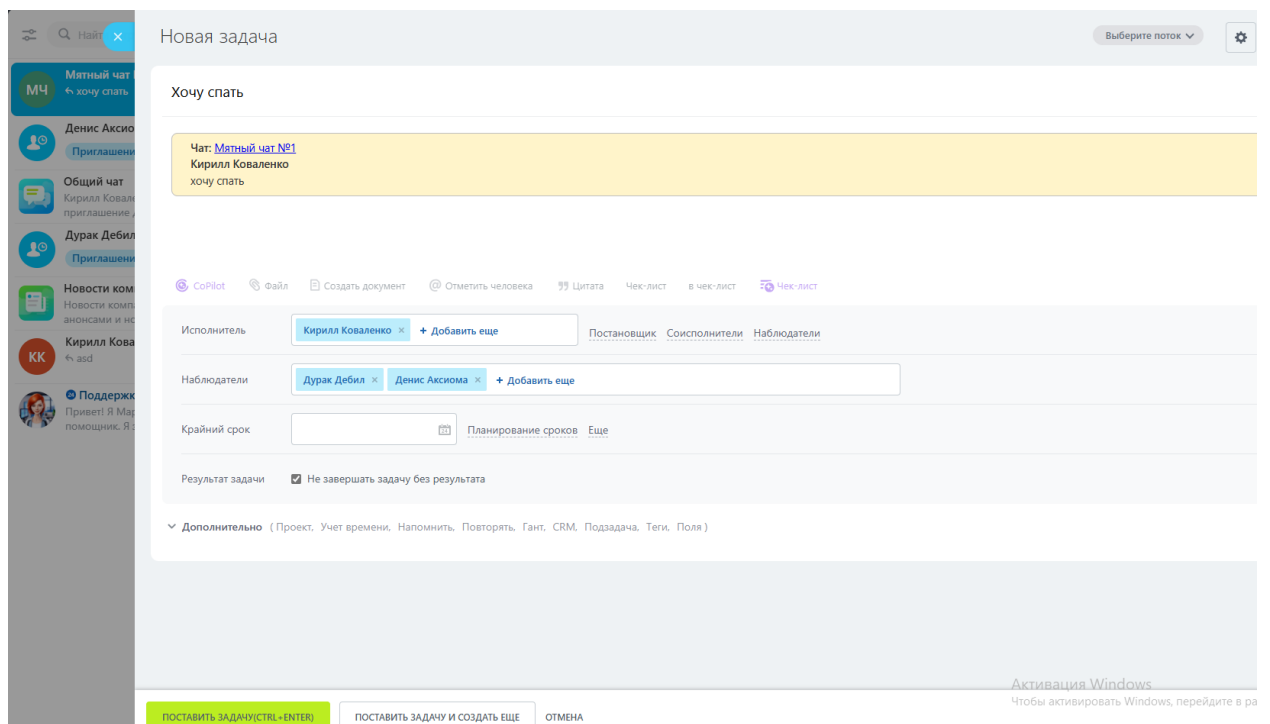 Новая задача
Выберите поток
Найт
Хочу спать
МЧ
Мятный чат
хочу спать
Денис Аксио
Приглашени
Общий чат
Кирилл Ковале
приглашение
Дурак Дебил
Приглашени
Новости ком
Новости комп
анонсами и но
КК
Кирилл Кова
asd
24 Поддержк
Привет! Я Мар
помощник. Я з
Чат: Мятный чат №1
Кирилл Коваленко
хочу спать
CoPilot Файл Создать документ @ Отметить человека Цитата Чек-лист в чек-лист Чек-лист
Исполнитель Кирилл Коваленко × + Добавить еще Постановщик Соисполнители Наблюдатели
Наблюдатели Дурак Дебил × Денис Аксиома × + Добавить еще
Крайний срок Планирование сроков Еще
Результат задачи Не завершать задачу без результата
Дополнительно ( Проект, Учет времени, Напомнить, Повторять, Гант, CRM, Подзадача, Теги, Поля )
Активация Windows
Чтобы активировать Windows, перейдите в ра
ПОСТАВИТЬ ЗАДАЧУ(CTRL+ENTER) ПОСТАВИТЬ ЗАДАЧУ И СОЗДАТЬ ЕЩЕ ОТМЕНА